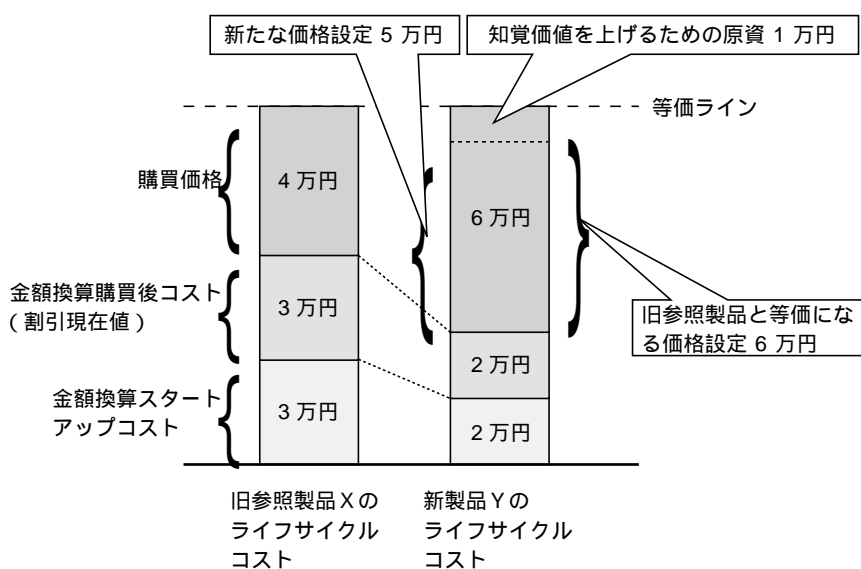 新たな価格設定 5 万円
知覚価値を上げるための原資 1 万円
等価ライン
購買価格
4 万円
6 万円
金額換算購買後コスト
( 割引現在値 )
3 万円
旧参照製品と等価にな
る価格設定 6 万円
2 万円
金額換算スタート
アップコスト
3 万円
2 万円
旧参照製品Xの
ライフサイクル
コスト
新製品Yの
ライフサイクル
コスト